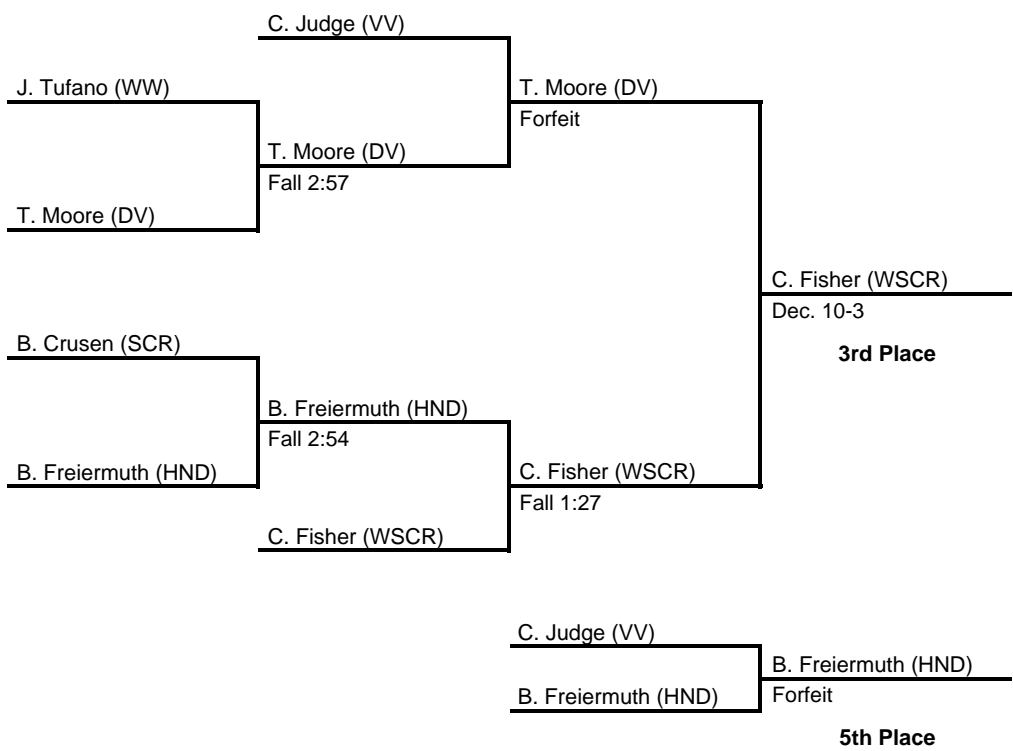 C. Judge (VV)
J. Tufano (WW)
T. Moore (DV)
Forfeit
T. Moore (DV)
Fall 2:57
T. Moore (DV)
C. Fisher (WSCR)
Dec. 10-3
3rd Place
B. Crusen (SCR)
B. Freiermuth (HND)
Fall 2:54
B. Freiermuth (HND)
C. Fisher (WSCR)
Fall 1:27
C. Fisher (WSCR)
C. Judge (VV)
B. Freiermuth (HND)
Forfeit
B. Freiermuth (HND)
5th Place